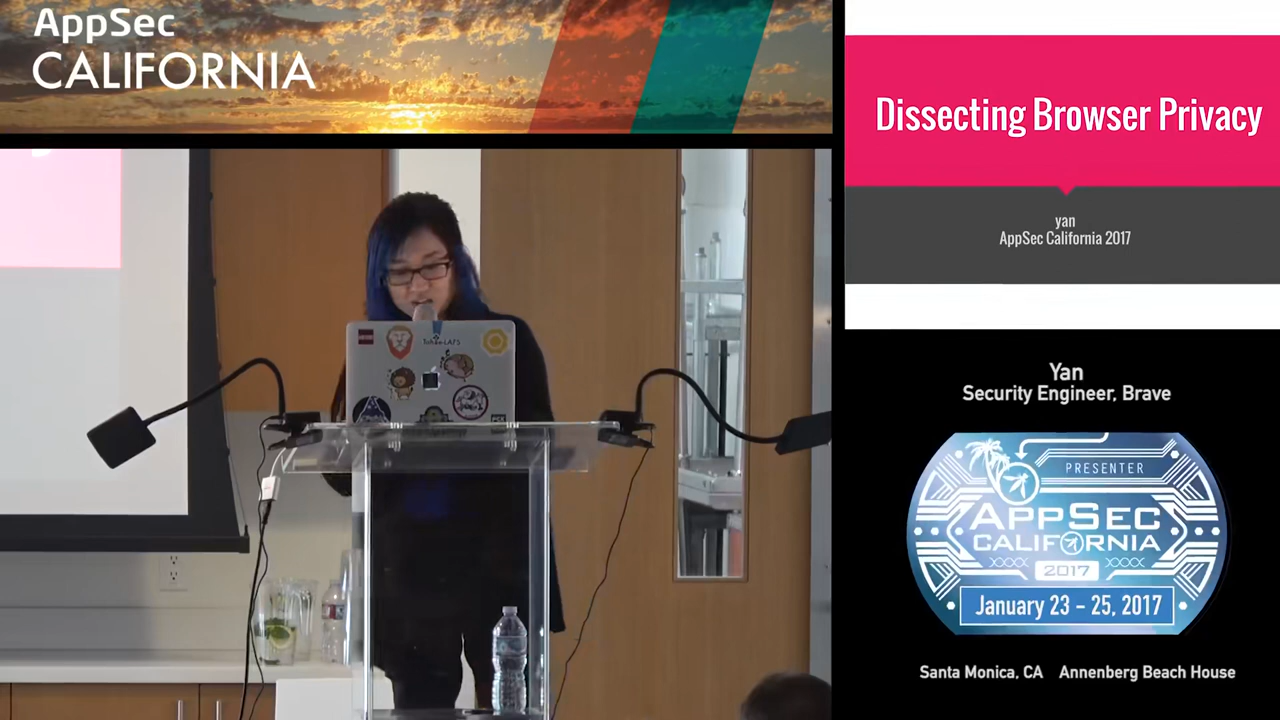 AppSec
CALIFORNIA
Dissecting Browser Privacy
yan
AppSec California 2017
Yan
Security Engineer, Brave
PRESENTER
APPSEC
CALIFORNIA
2017
January 23 - 25, 2017
Santa Monica, CA Annenberg Beach House